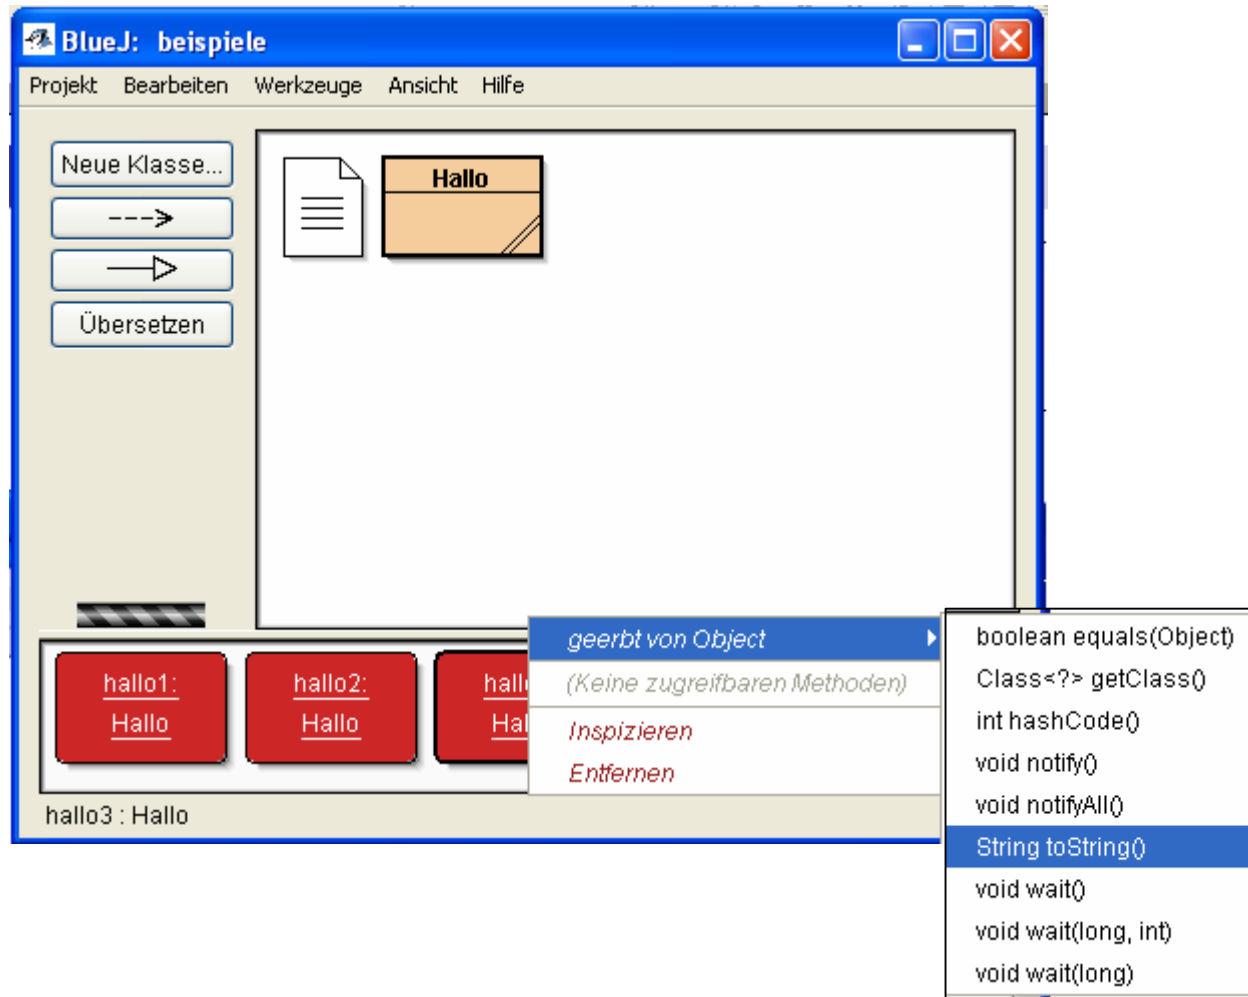 BlueJ: beispiele
Projekt Bearbeiten Werkzeuge Ansicht Hilfe
Neue Klasse...
Übersetzen
Hallo
hallo1:
Hallo
hallo2:
Hallo
geerbt von Object
(Keine zugreifbaren Methoden)
Inspizieren
Entfernen
boolean equals(Object)
Class<?> getClass()
int hashCode()
void notify()
void notifyAll()
String toString()
void wait()
void wait(long, int)
void wait(long)
hallo3 : Hallo